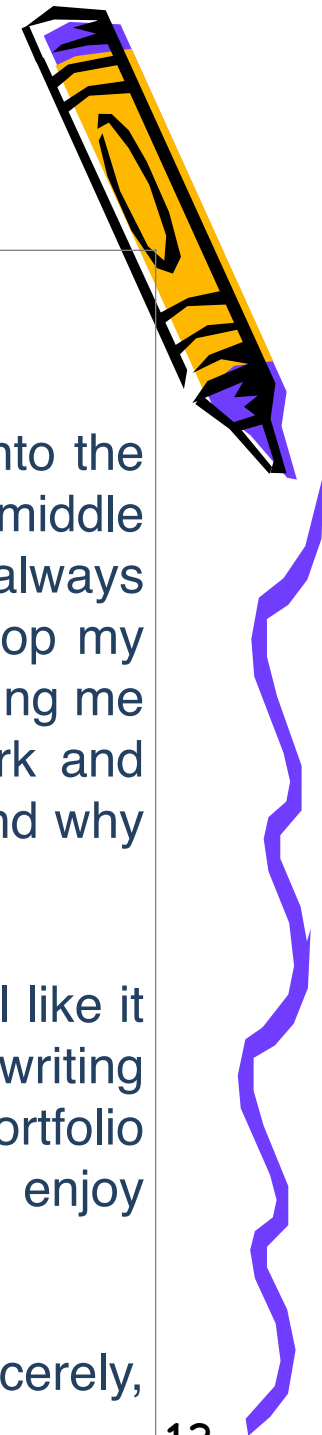 nto the
middle
always
op my
ng me
rk and
nd why
l like it
writing
ortfolio
enjoy
cerely,